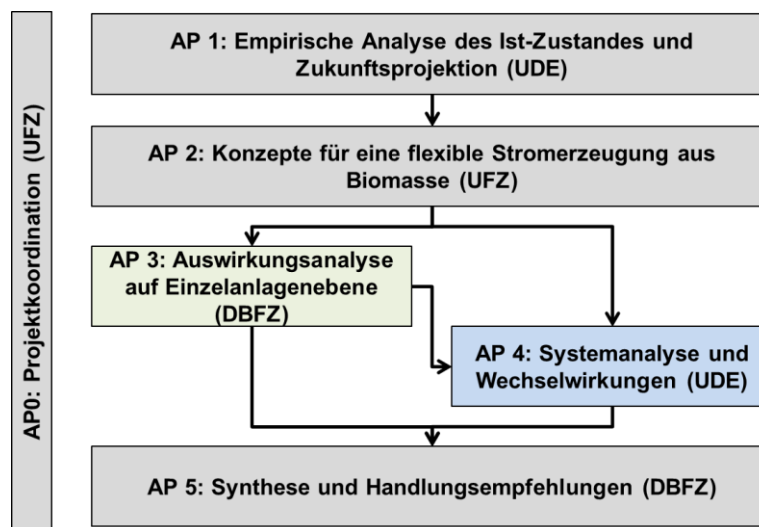 AP0: Projektkoordination (UFZ)
AP 1: Empirische Analyse des Ist-Zustandes und
Zukunftsprojektion (UDE)
AP 2: Konzepte für eine flexible Stromerzeugung aus
Biomasse (UFZ)
AP 3: Auswirkungsanalyse
auf Einzelanlagenebene
(DBFZ)
AP 4: Systemanalyse und
Wechselwirkungen (UDE)
AP 5: Synthese und Handlungsempfehlungen (DBFZ)